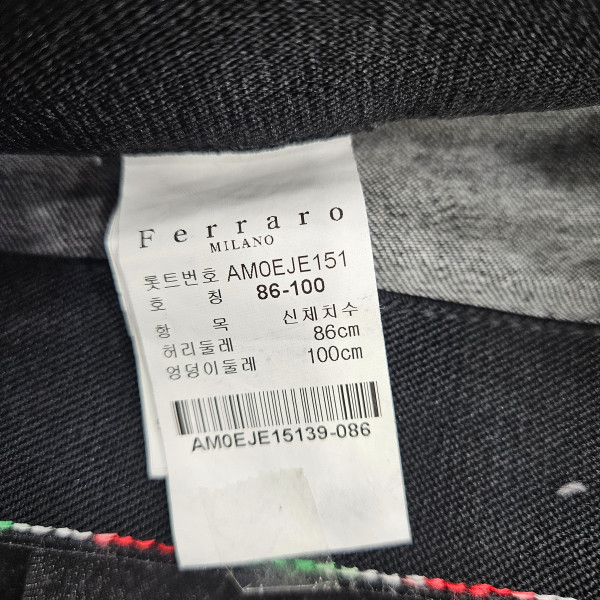 Ferraro
MILANO
롯트번호 AM0EJE151
호 칭 86-100
항 목 신체치수
허리둘레 86cm
엉덩이둘레 100cm
AM0EJE15139-086